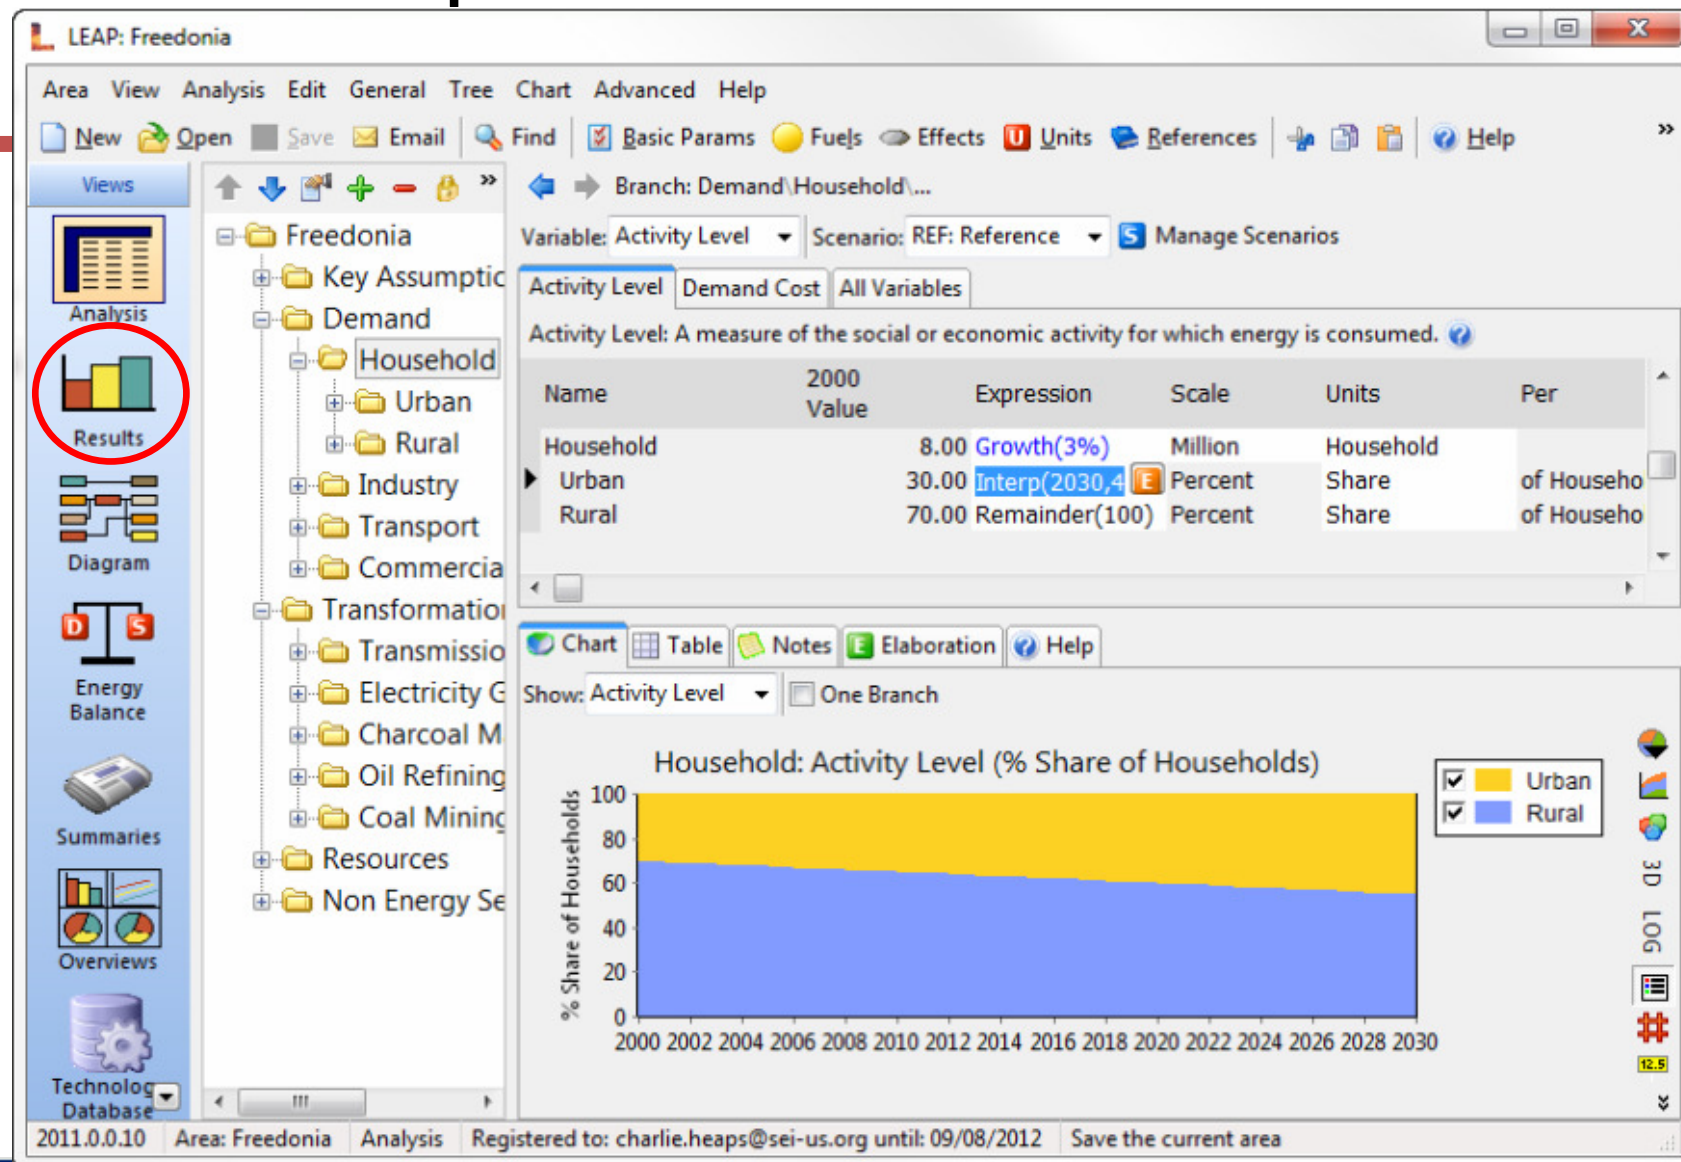 LEAP: Freedonia
Area View Analysis Edit General Tree Chart Advanced Help
New Open Save Email Find Basic Params Fuels Effects U Units References Help »
Views
Analysis
Results
Diagram
D S
Energy
Balance
Summaries
Overviews
Technolog
Database
»
Freedonia
Key Assumptic
Demand
Household
Urban
Rural
Industry
Transport
Commercia
Transformatio
Transmissio
Electricity G
Charcoal M
Oil Refining
Coal Mining
Resources
Non Energy Se
Branch: Demand\Household\...
Variable: Activity Level Scenario: REF: Reference S Manage Scenarios
Activity Level Demand Cost All Variables
Activity Level: A measure of the social or economic activity for which energy is consumed. ?
Name 2000 Value Expression Scale Units Per
Household 8.00 Growth(3%) Million Household
Urban 30.00 Interp(2030,4 E Percent Share of Househo
Rural 70.00 Remainder(100) Percent Share of Househo
Chart Table Notes E Elaboration ? Help
Show: Activity Level One Branch
Household: Activity Level (% Share of Households)
% Share of Households
100
80
60
40
20
0
2000 2002 2004 2006 2008 2010 2012 2014 2016 2018 2020 2022 2024 2026 2028 2030
Urban
Rural
3D
LOG
12.5
2011.0.0.10 Area: Freedonia Analysis Registered to: charlie.heaps@sei-us.org until: 09/08/2012 Save the current area